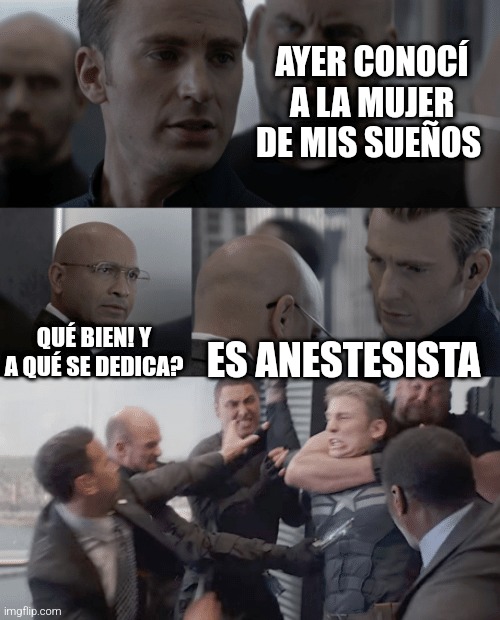 AYER CONOCÍ
A LA MUJER
DE MIS SUEÑOS
QUÉ BIEN! Y
A QUÉ SE DEDICA?
ES ANESTESISTA
imgflip.com